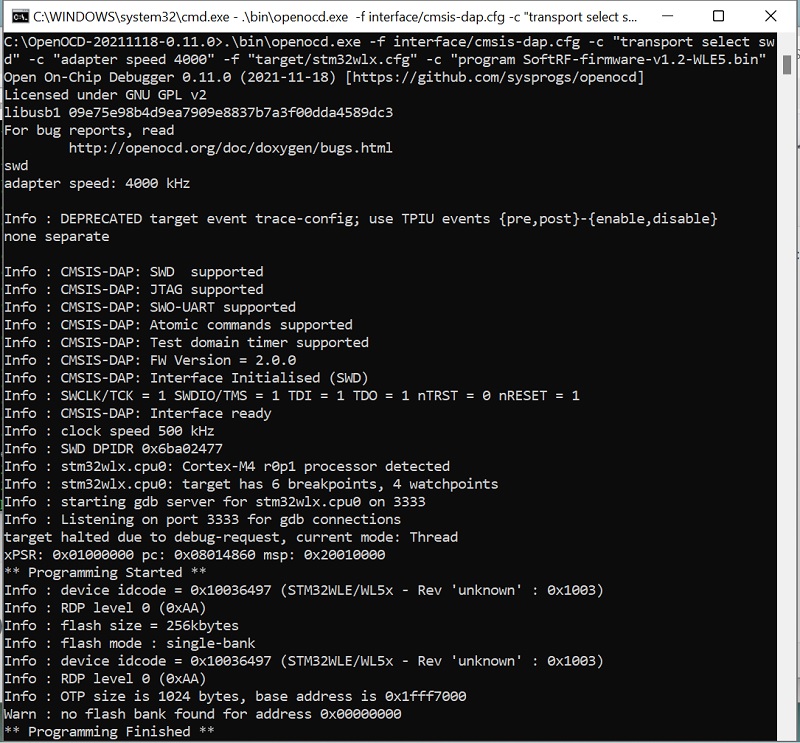 C:\WINDOWS\system32\cmd.exe - .\bin\openocd.exe  -f interface/cmsis-dap.cfg -c "transport select s...
C:\OpenOCD-20211118-0.11.0>.\bin\openocd.exe -f interface/cmsis-dap.cfg -c "transport select sw
d" -c "adapter speed 4000" -f "target/stm32wlx.cfg" -c "program SoftRF-firmware-v1.2-WLE5.bin"
Open On-Chip Debugger 0.11.0 (2021-11-18) [https://github.com/sysprogs/openocd]
Licensed under GNU GPL v2
libusb1 09e75e98b4d9ea7909e8837b7a3f00dda4589dc3
For bug reports, read
        http://openocd.org/doc/doxygen/bugs.html
swd
adapter speed: 4000 kHz
Info : DEPRECATED target event trace-config; use TPIU events {pre,post}-{enable,disable}
none separate
Info : CMSIS-DAP: SWD  supported
Info : CMSIS-DAP: JTAG supported
Info : CMSIS-DAP: SWO-UART supported
Info : CMSIS-DAP: Atomic commands supported
Info : CMSIS-DAP: Test domain timer supported
Info : CMSIS-DAP: FW Version = 2.0.0
Info : CMSIS-DAP: Interface Initialised (SWD)
Info : SWCLK/TCK = 1 SWDIO/TMS = 1 TDI = 1 TDO = 1 nTRST = 0 nRESET = 1
Info : CMSIS-DAP: Interface ready
Info : clock speed 500 kHz
Info : SWD DPIDR 0x6ba02477
Info : stm32wlx.cpu0: Cortex-M4 r0p1 processor detected
Info : stm32wlx.cpu0: target has 6 breakpoints, 4 watchpoints
Info : starting gdb server for stm32wlx.cpu0 on 3333
Info : Listening on port 3333 for gdb connections
target halted due to debug-request, current mode: Thread
xPSR: 0x01000000 pc: 0x08014860 msp: 0x20010000
** Programming Started **
Info : device idcode = 0x10036497 (STM32WLE/WL5x - Rev 'unknown' : 0x1003)
Info : RDP level 0 (0xAA)
Info : flash size = 256kbytes
Info : flash mode : single-bank
Info : device idcode = 0x10036497 (STM32WLE/WL5x - Rev 'unknown' : 0x1003)
Info : RDP level 0 (0xAA)
Info : OTP size is 1024 bytes, base address is 0x1fff7000
Warn : no flash bank found for address 0x00000000
** Programming Finished **